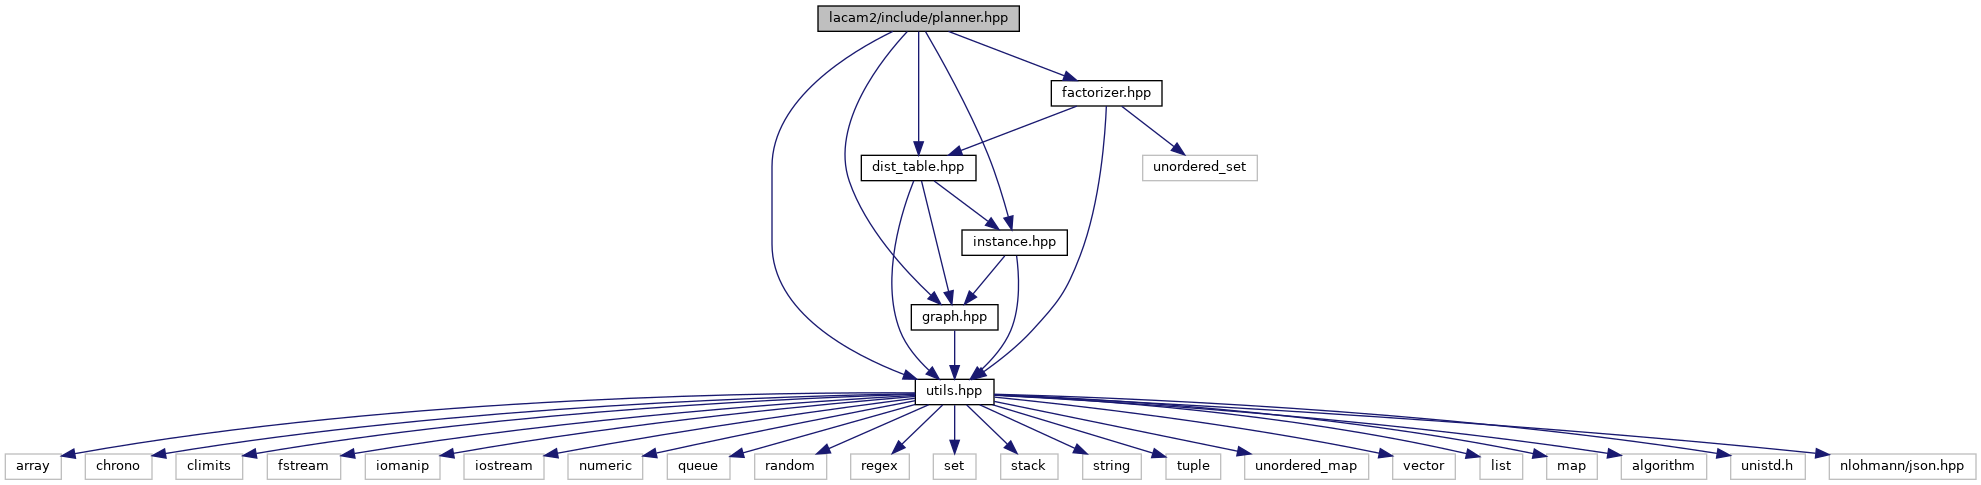 lacam2/include/planner.hpp
factorizer.hpp
dist_table.hpp
unordered_set
instance.hpp
graph.hpp
utils.hpp
array
chrono
climits
fstream
iomanip
iostream
numeric
queue
random
regex
set
stack
string
tuple
unordered_map
vector
list
map
algorithm
unistd.h
nlohmann/json.hpp